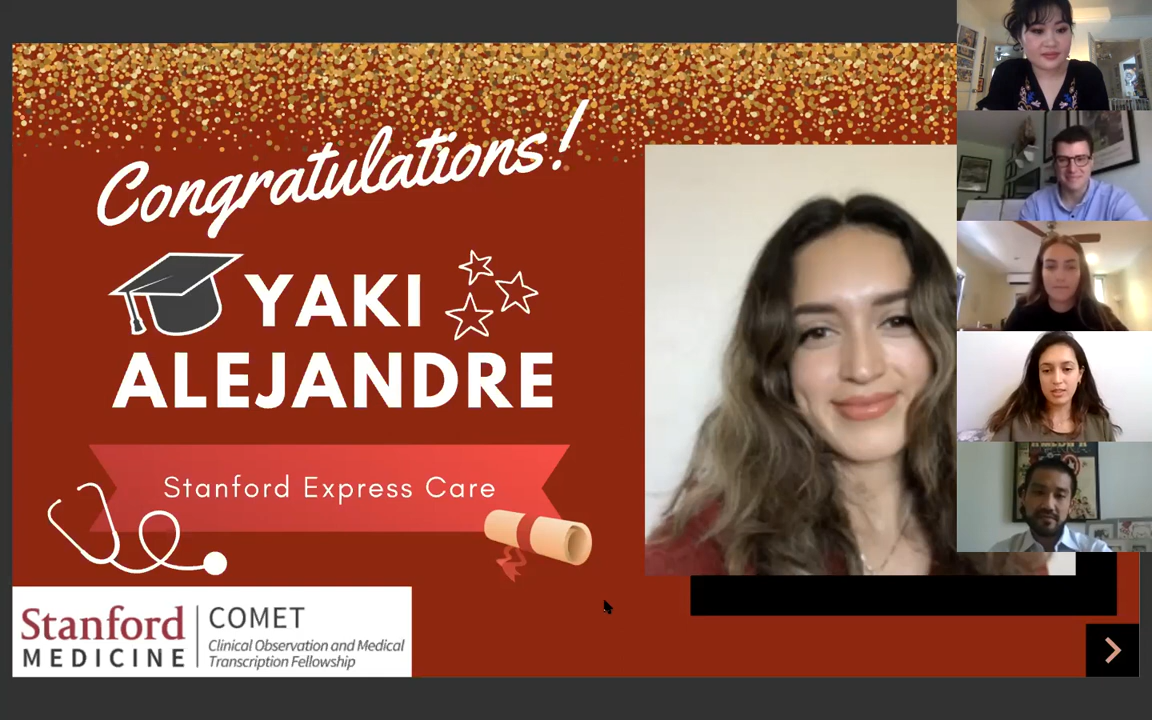 Congratulations!
YAKI
ALEJANDRE
Stanford Express Care
Stanford
MEDICINE
COMET
Clinical Observation and Medical
Transcription Fellowship